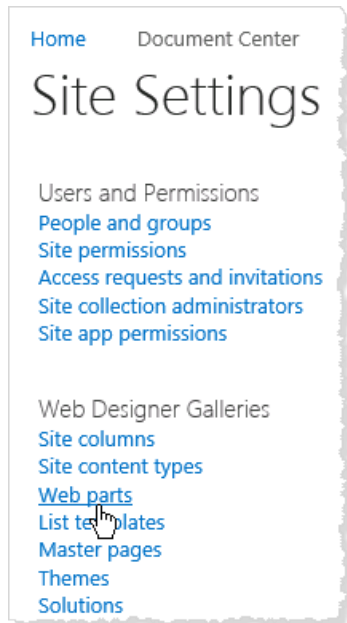 Home Document Center
Site Settings
Users and Permissions
People and groups
Site permissions
Access requests and invitations
Site collection administrators
Site app permissions
Web Designer Galleries
Site columns
Site content types
Web parts
List templates
Master pages
Themes
Solutions